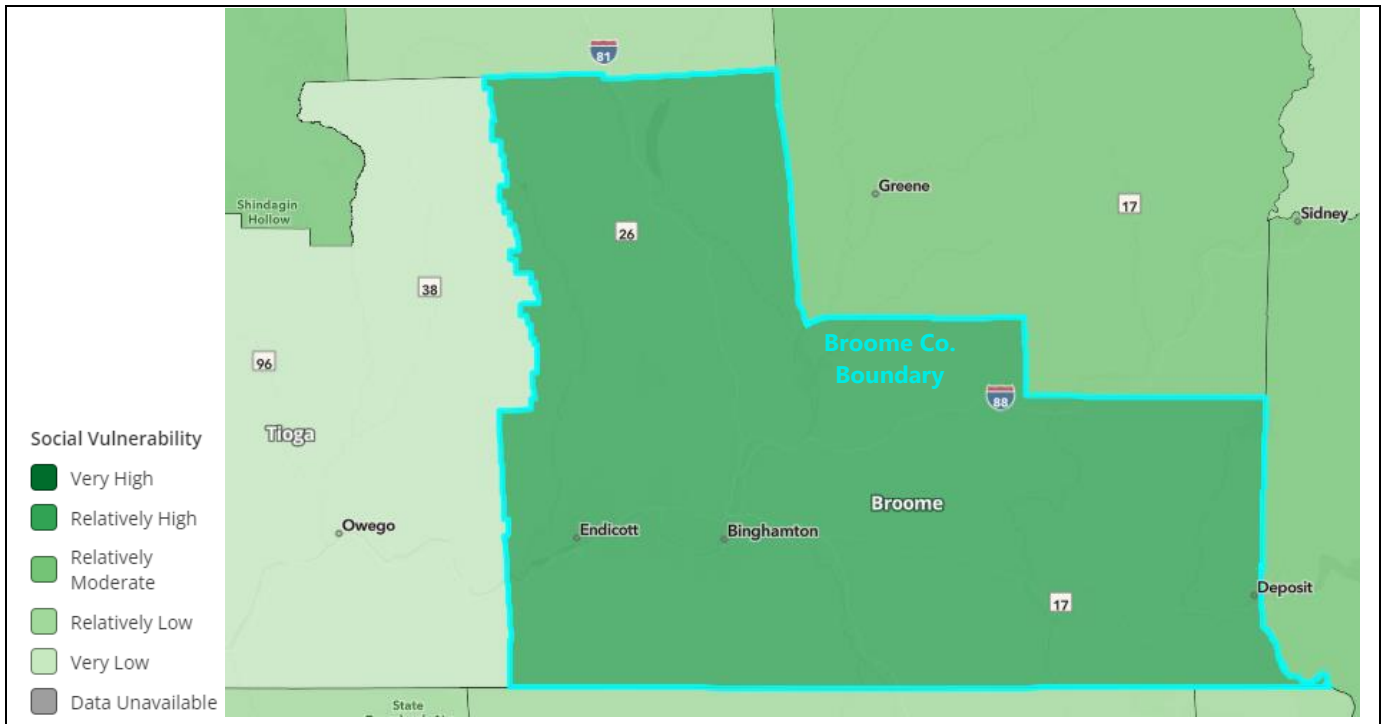 Social Vulnerability
Very High
Relatively High
Relatively
Moderate
Relatively Low
Very Low
Data Unavailable
81
Greene
17
Shindagin
Hollow
Sidney
26
38
Broome Co.
Boundary
96
88
Tioga
Broome
Owego
Endicott
Binghamton
Deposit
17
State